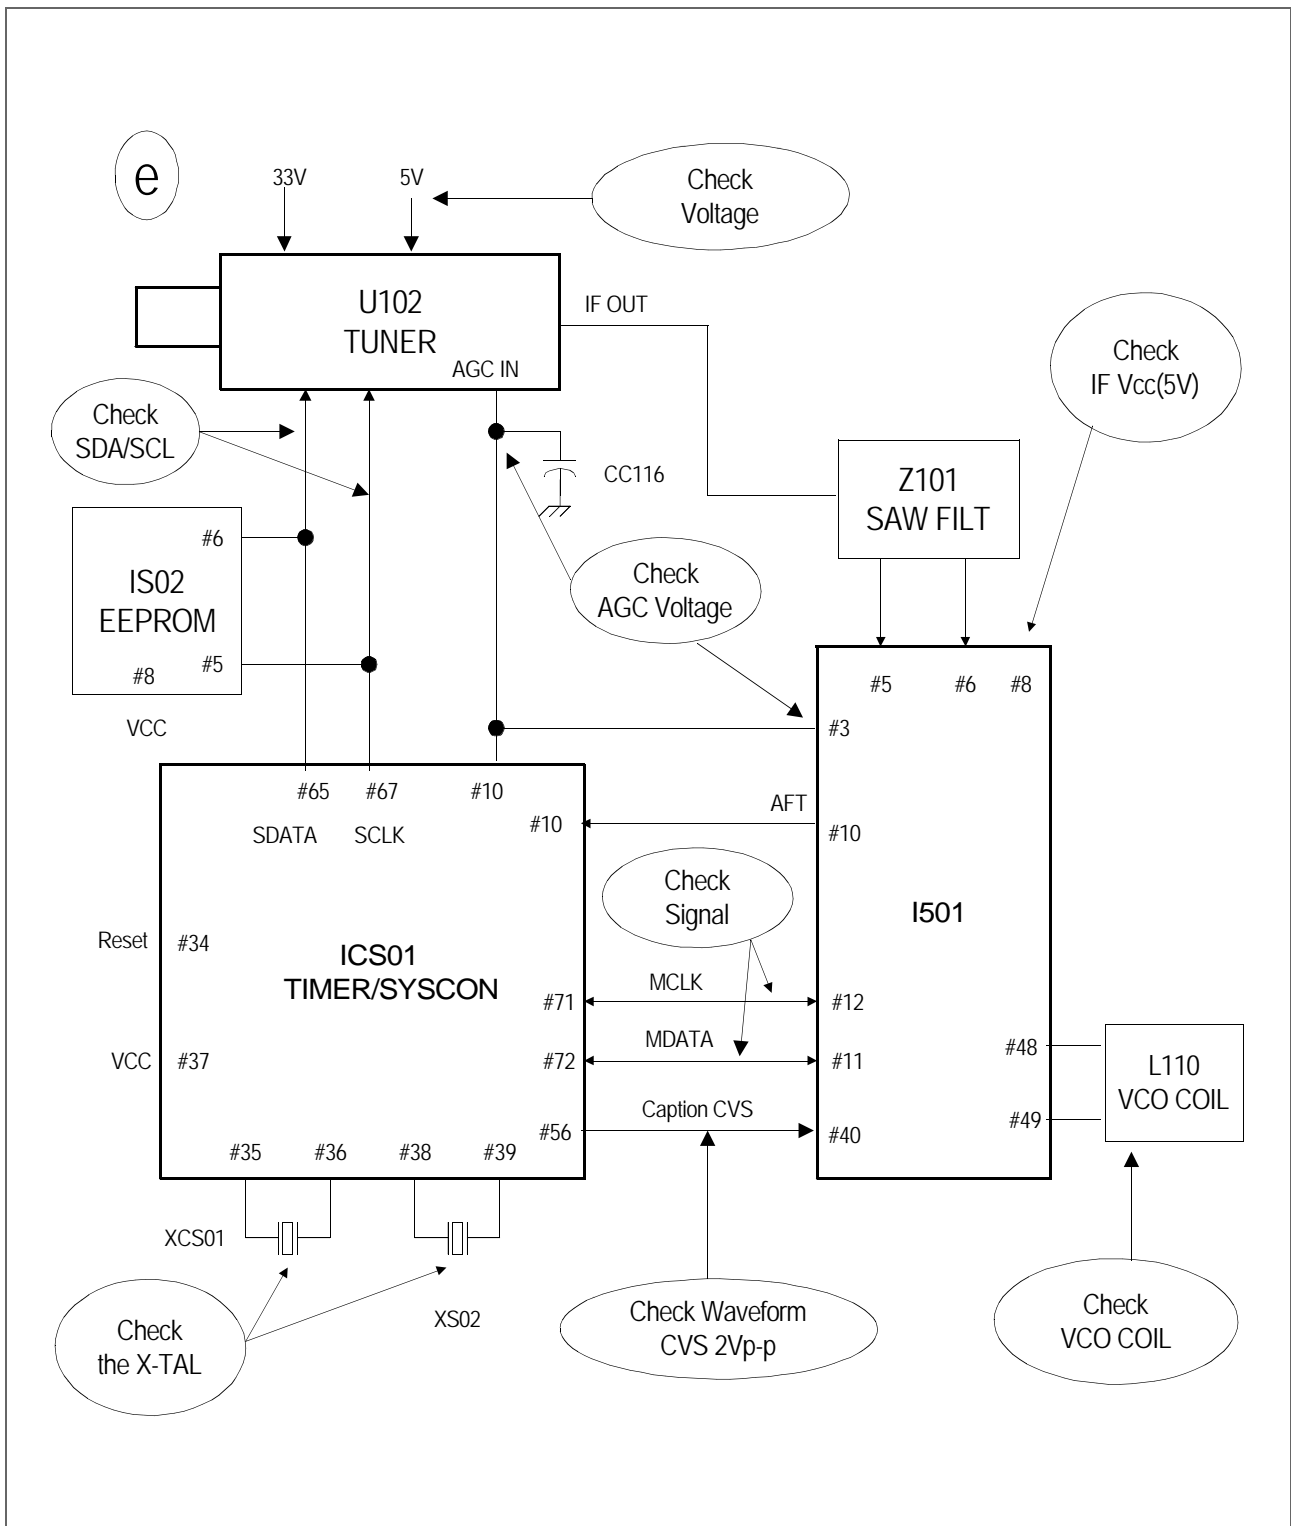 e
33V
5V
Check
Voltage
U102
TUNER
IF OUT
AGC IN
Check
IF Vcc(5V)
Check
SDA/SCL
CC116
Z101
SAW FILT
#6
IS02
EEPROM
#5
#8
VCC
Check
AGC Voltage
#5
#6
#8
#3
#65
#67
#10
SDATA
SCLK
#10
AFT
#10
Check
Signal
I501
Reset
#34
ICS01
TIMER/SYSCON
#71
MCLK
#12
VCC
#37
#72
MDATA
#11
#48
L110
VCO COIL
#49
#56
Caption CVS
#40
#35
#36
#38
#39
XCS01
XS02
Check
the X-TAL
Check Waveform
CVS 2Vp-p
Check
VCO COIL